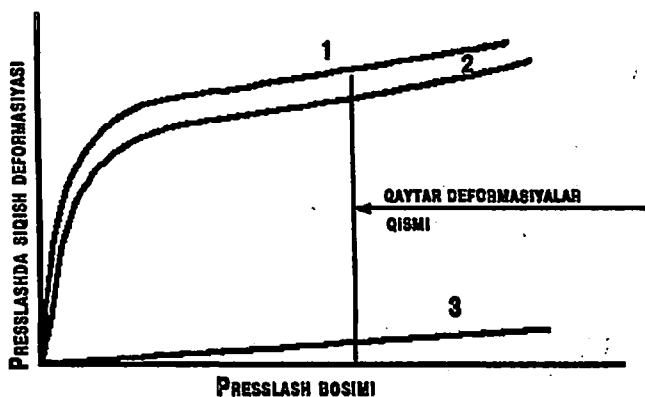 PRESSLASHDA SIQISH DEFORMASIYASI
1
2
QAYTAR DEFORMASIYALAR
QISMI
3
PRESSLASH BOSIMI